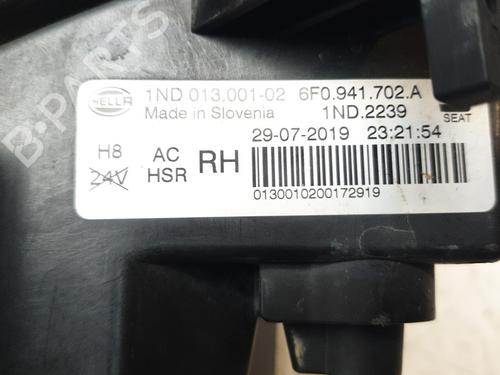 HELLA
1ND 013.001-02 6F0.941.702.A
Made in Slovenia 1ND.2239 SEAT
29-07-2019 23:21:54
H8 AC RH
24V HSR
0130010200172919